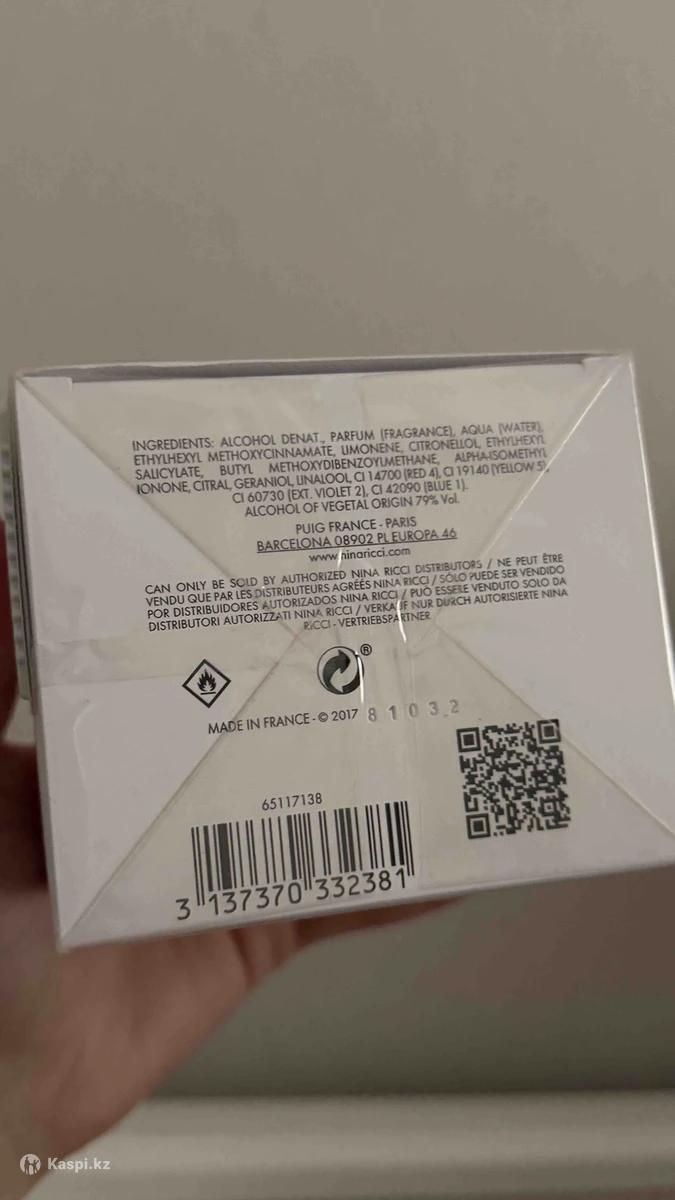 INGREDIENTS: ALCOHOL DENAT., PARFUM (FRAGRANCE), AQUA (WATER),
ETHYLHEXYL METHOXYCINNAMATE, LIMONENE, CITRONELLOL, ETHYLHEXYL
SALICYLATE, BUTYL METHOXYDIBENZOYLMETHANE, ALPHA-ISOMETHYL
IONONE, CITRAL, GERANIOL, LINALOOL, CI 14700 (RED 4), CI 19140 (YELLOW 5),
CI 60730 (EXT. VIOLET 2), CI 42090 (BLUE 1).
ALCOHOL OF VEGETAL ORIGIN 79% Vol.
PUIG FRANCE - PARIS
BARCELONA 08902 PL EUROPA 46
www.ninaricci.com
CAN ONLY BE SOLD BY AUTHORIZED NINA RICCI DISTRIBUTORS / NE PEUT ÊTRE
VENDU QUE PAR LES DISTRIBUTEURS AGRÉÉS NINA RICCI / SÓLO PUEDE SER VENDIDO
POR DISTRIBUIDORES AUTORIZADOS NINA RICCI / PUÒ ESSERE VENDUTO SOLO DA
DISTRIBUTORI AUTORIZZATI NINA RICCI / VERKAUF NUR DURCH AUTORISIERTE NINA
RICCI - VERTRIEBSPARTNER
®
MADE IN FRANCE - © 2017 81032
65117138
3 137370 332381
Kaspi.kz